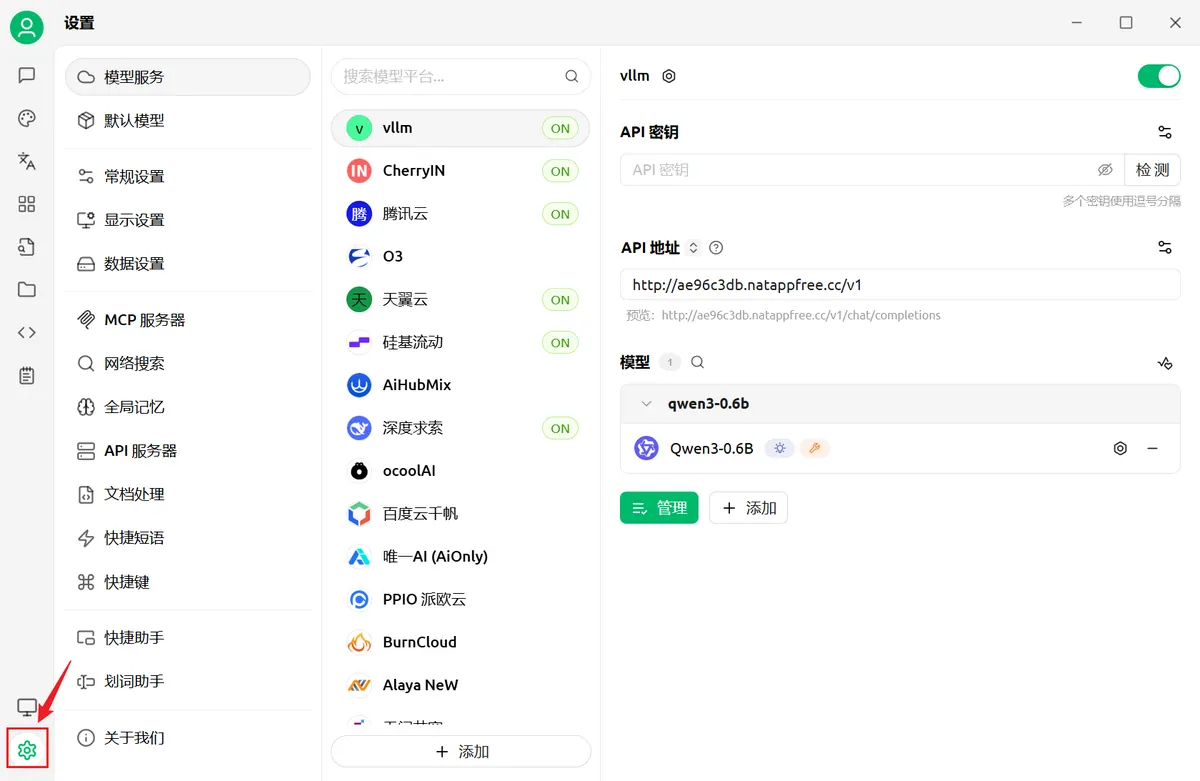 设置
模型服务
默认模型
常规设置
显示设置
数据设置
MCP 服务器
网络搜索
全局记忆
API 服务器
文档处理
快捷短语
快捷键
快捷助手
划词助手
关于我们
搜索模型平台...
v vllm ON
IN CherryIN ON
腾 腾讯云 ON
O3
天 天翼云 ON
硅基流动 ON
AiHubMix
深度求索 ON
ocoolAI
百度云千帆
唯一AI (AiOnly)
PPIO 派欧云
BurnCloud
Alaya NeW
添加
vllm
API 密钥
API 密钥 检测
多个密钥使用逗号分隔
API 地址
http://ae96c3db.natappfree.cc/v1
预览: http://ae96c3db.natappfree.cc/v1/chat/completions
模型 1
qwen3-0.6b
Qwen3-0.6B
管理 添加